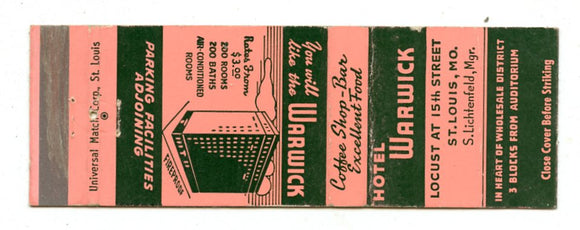 Universal Match Corp., St. Louis
PARKING FACILITIES
ADJOINING
Rates From
$3.00
200 ROOMS
200 BATHS
AIR-CONDITIONED
ROOMS
FIREPROOF
You will
like the WARWICK
Coffee Shop-Bar
Excellent Food
HOTEL
WARWICK
LOCUST AT 15th STREET
ST. LOUIS, MO.
S. Lichtenfeld, Mgr.
IN HEART OF WHOLESALE DISTRICT
3 BLOCKS FROM AUDITORIUM
Close Cover Before Striking